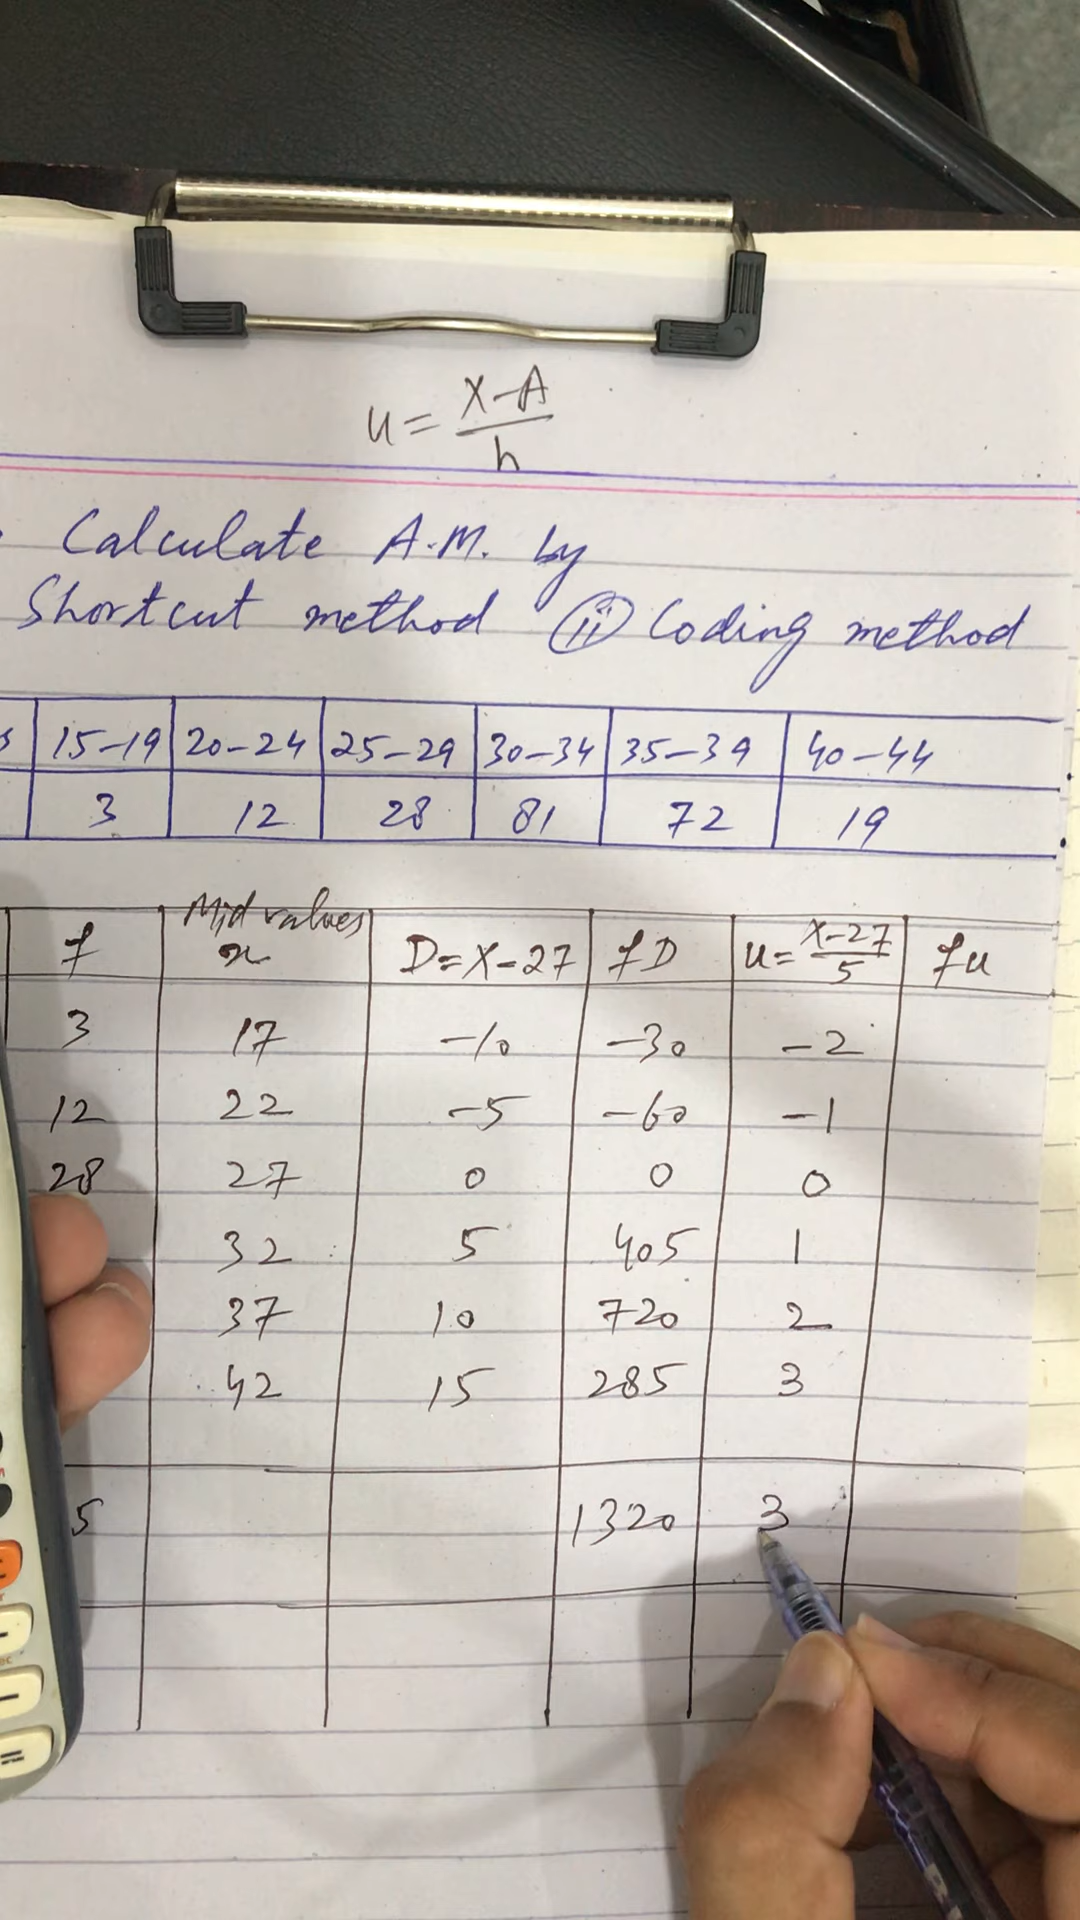 u = X-A / h
Calculate A.M. by
Shortcut method (ii) Coding method
s 15-19 20-24 25-29 30-34 35-39 40-44
3 12 28 81 72 19
f Mid values x D=X-27 fD u= X-27 / 5 fu
3 17 -10 -30 -2
12 22 -5 -60 -1
28 27 0 0 0
32 5 405 1
37 10 720 2
42 15 285 3
5 1320 3